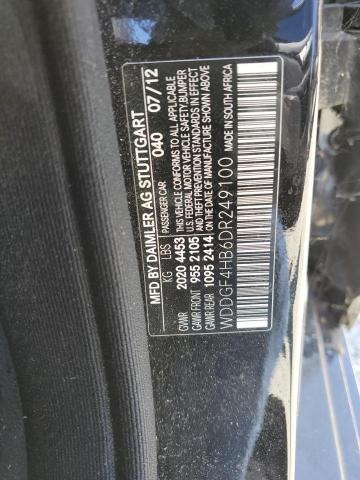 MFD BY DAIMLER AG STUTTGART
PASSENGER CAR 040 07/12
KG LBS THIS VEHICLE CONFORMS TO ALL APPLICABLE
GVWR 2020 4453 U.S. FEDERAL MOTOR VEHICLE SAFETY, BUMPER
GAWR FRONT 955 2105 AND THEFT PREVENTION STANDARDS IN EFFECT
GAWR REAR 1095 2414 ON THE DATE OF MANUFACTURE SHOWN ABOVE
MADE IN SOUTH AFRICA
WDDGF4HB6DR249100